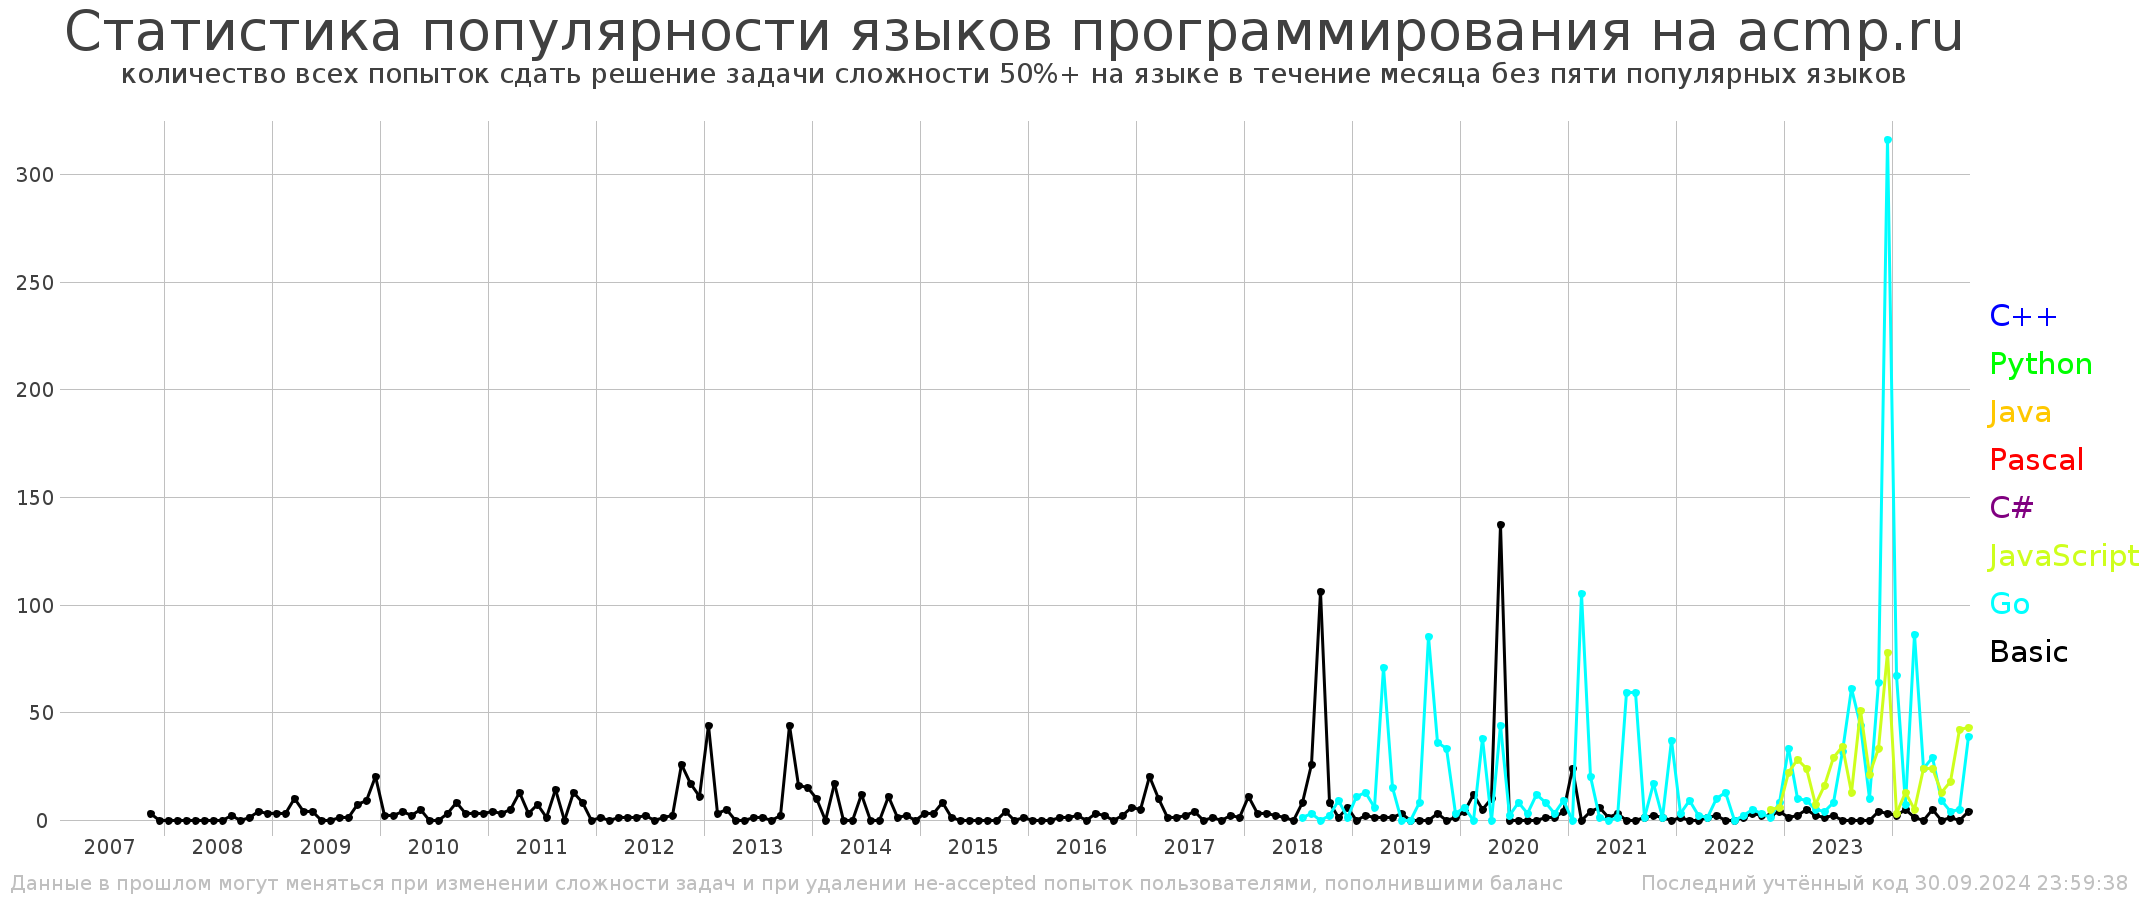 Статистика популярности языков программирования на acmp.ru
количество всех попыток сдать решение задачи сложности 50%+ на языке в течение месяца без пяти популярных языков
300
250
200
150
100
50
0
C++
Python
Java
Pascal
C#
JavaScript
Go
Basic
2007 2008 2009 2010 2011 2012 2013 2014 2015 2016 2017 2018 2019 2020 2021 2022 2023
Данные в прошлом могут меняться при изменении сложности задач и при удалении не-accepted попыток пользователями, пополнившими баланс
Последний учтённый код 30.09.2024 23:59:38